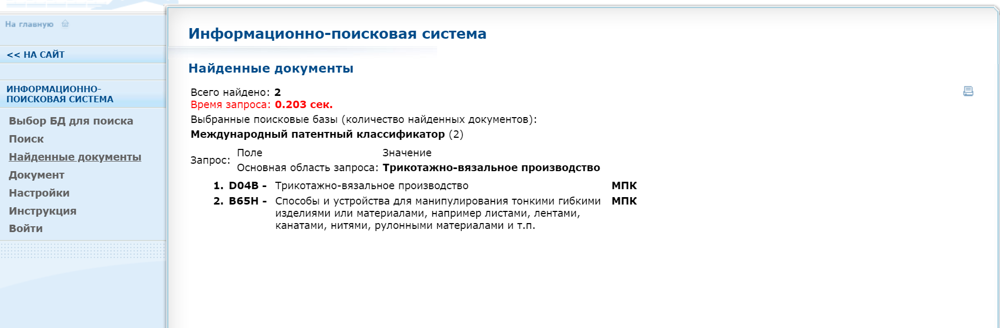 На главную
<< НА САЙТ
ИНФОРМАЦИОННО-
ПОИСКОВАЯ СИСТЕМА
Выбор БД для поиска
Поиск
Найденные документы
Документ
Настройки
Инструкция
Войти
Информационно-поисковая система
Найденные документы
Всего найдено: 2
Время запроса: 0.203 сек.
Выбранные поисковые базы (количество найденных документов):
Международный патентный классификатор (2)
Запрос:
Поле Значение
Основная область запроса: Трикотажно-вязальное производство
1. D04B - Трикотажно-вязальное производство МПК
2. B65H - Способы и устройства для манипулирования тонкими гибкими МПК
изделиями или материалами, например листами, лентами,
канатами, нитями, рулонными материалами и т.п.